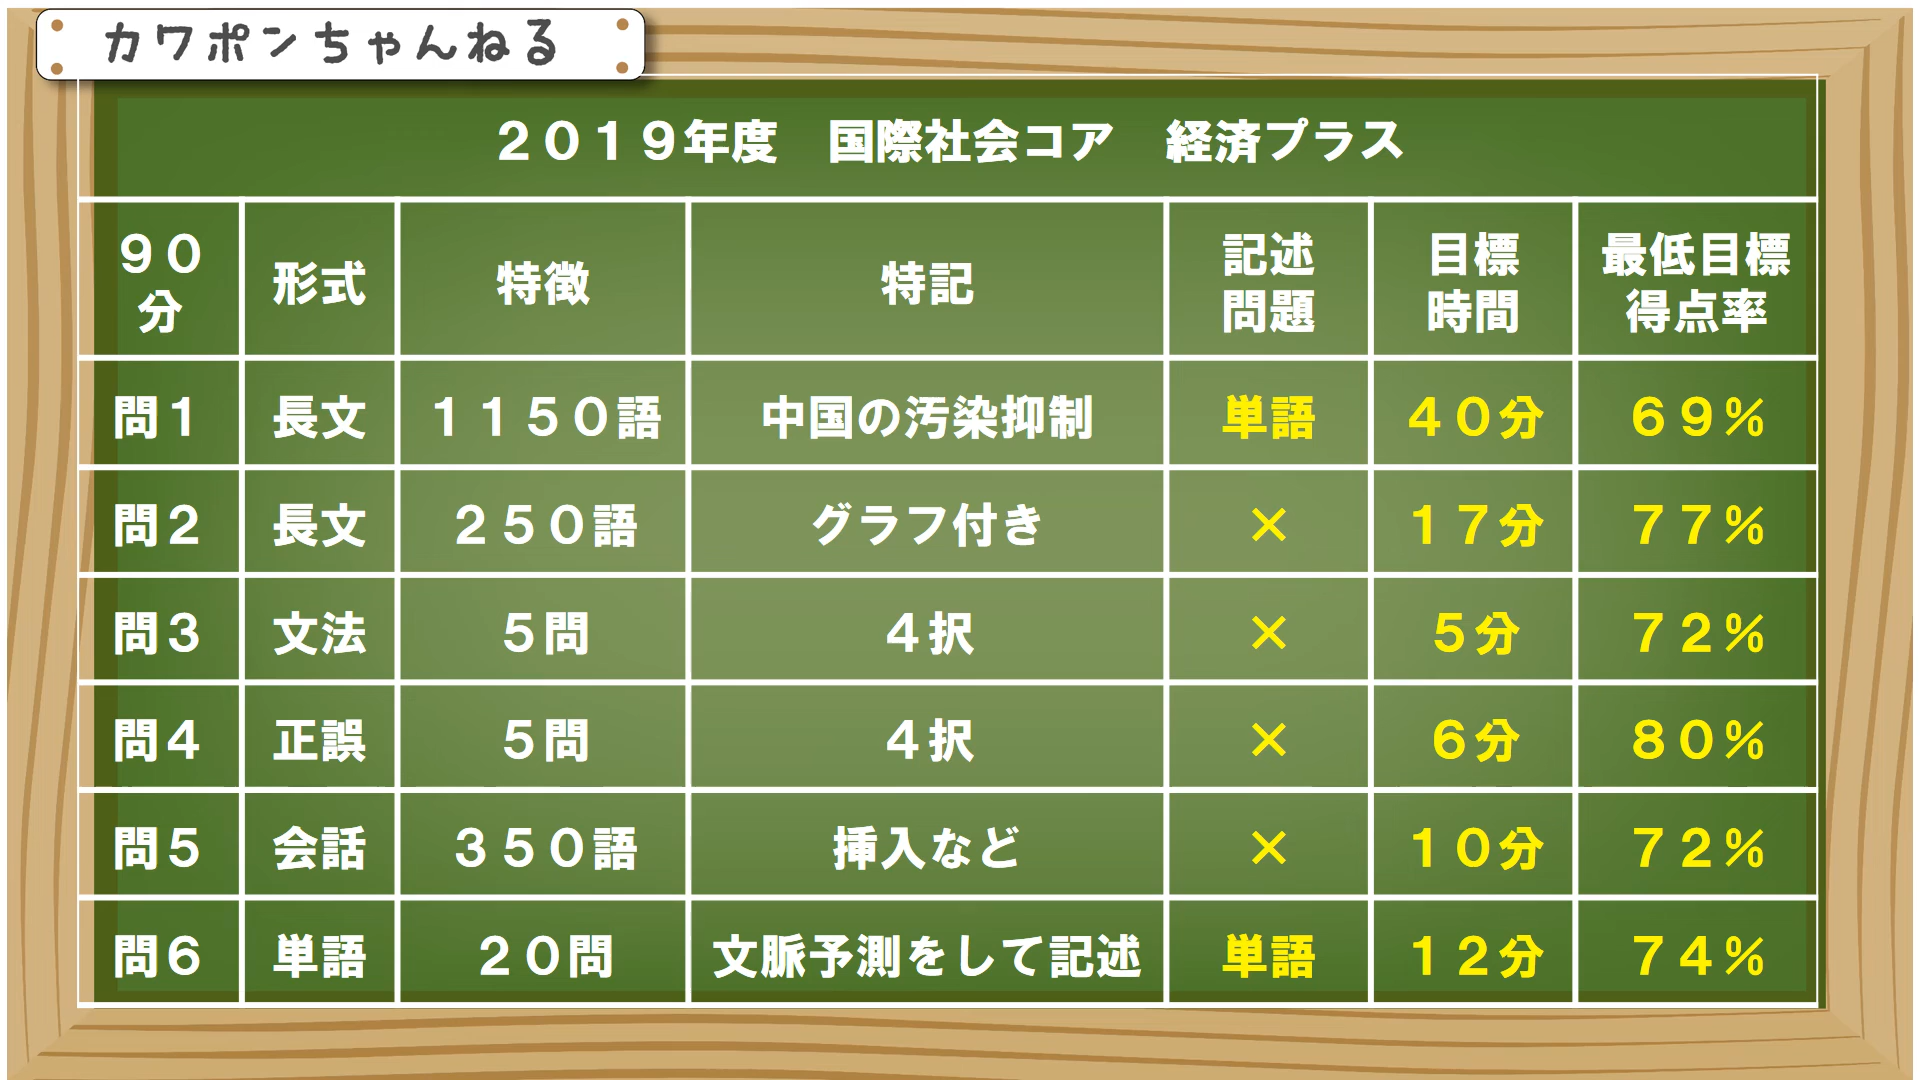 カワポンちゃんねる
２０１９年度　国際社会コア　経済プラス
９０分 形式 特徴 特記 記述問題 目標時間 最低目標得点率
問１ 長文 １１５０語 中国の汚染抑制 単語 ４０分 ６９％
問２ 長文 ２５０語 グラフ付き × １７分 ７７％
問３ 文法 ５問 ４択 × ５分 ７２％
問４ 正誤 ５問 ４択 × ６分 ８０％
問５ 会話 ３５０語 挿入など × １０分 ７２％
問６ 単語 ２０問 文脈予測をして記述 単語 １２分 ７４％